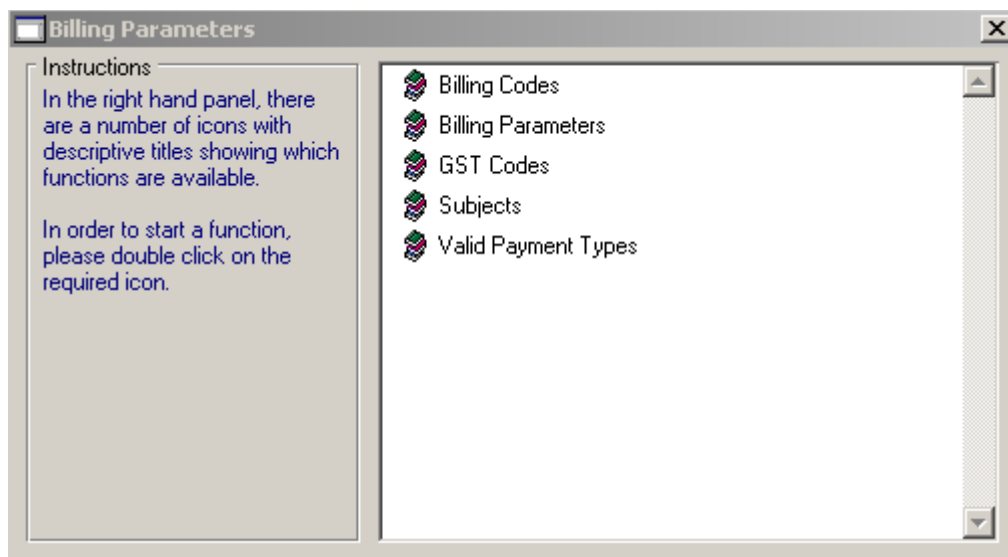 Billing Parameters
Instructions
In the right hand panel, there
are a number of icons with
descriptive titles showing which
functions are available.
In order to start a function,
please double click on the
required icon.
Billing Codes
Billing Parameters
GST Codes
Subjects
Valid Payment Types